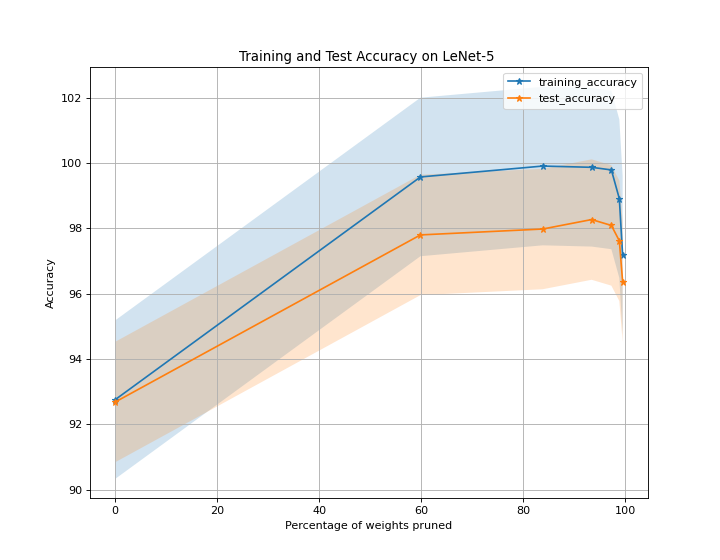 Training and Test Accuracy on LeNet-5
training_accuracy
test_accuracy
Accuracy
102
100
98
96
94
92
90
0 20 40 60 80 100
Percentage of weights pruned